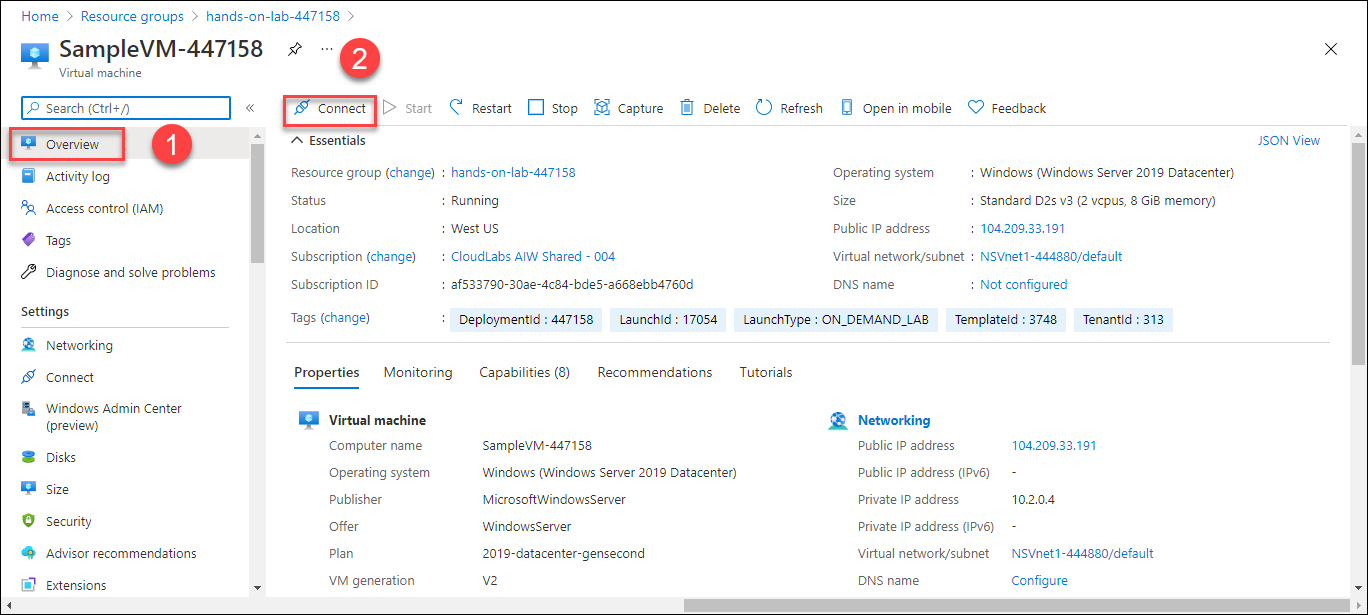 Home > Resource groups > hands-on-lab-447158 >
SampleVM-447158 ...
Virtual machine
2
Search (Ctrl+/) «
Connect Start Restart Stop Capture Delete Refresh Open in mobile Feedback
Overview
1
Activity log
Access control (IAM)
Tags
Diagnose and solve problems
Settings
Networking
Connect
Windows Admin Center
(preview)
Disks
Size
Security
Advisor recommendations
Extensions
Essentials JSON View
Resource group (change) : hands-on-lab-447158
Status : Running
Location : West US
Subscription (change) : CloudLabs AIW Shared - 004
Subscription ID : af533790-30ae-4c84-bde5-a668ebb4760d
Operating system : Windows (Windows Server 2019 Datacenter)
Size : Standard D2s v3 (2 vcpus, 8 GiB memory)
Public IP address : 104.209.33.191
Virtual network/subnet : NSVnet1-444880/default
DNS name : Not configured
Tags (change) : DeploymentId : 447158 LaunchId : 17054 LaunchType : ON_DEMAND_LAB TemplateId : 3748 TenantId : 313
Properties Monitoring Capabilities (8) Recommendations Tutorials
Virtual machine
Computer name SampleVM-447158
Operating system Windows (Windows Server 2019 Datacenter)
Publisher MicrosoftWindowsServer
Offer WindowsServer
Plan 2019-datacenter-gensecond
VM generation V2
Networking
Public IP address 104.209.33.191
Public IP address (IPv6) -
Private IP address 10.2.0.4
Private IP address (IPv6) -
Virtual network/subnet NSVnet1-444880/default
DNS name Configure